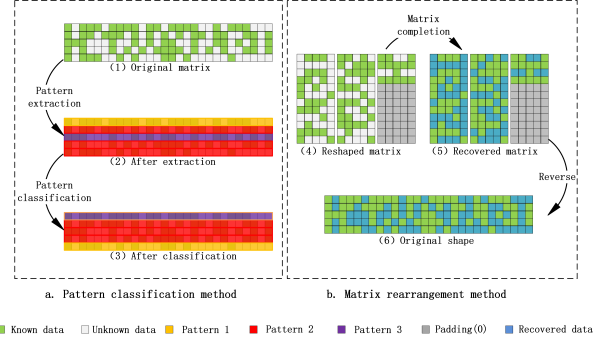 (1) Original matrix
Pattern
extraction
(2) After extraction
Pattern
classification
(3) After classification
a. Pattern classification method
Matrix
completion
(4) Reshaped matrix
(5) Recovered matrix
Reverse
(6) Original shape
b. Matrix rearrangement method
Known data
Unknown data
Pattern 1
Pattern 2
Pattern 3
Padding(0)
Recovered data